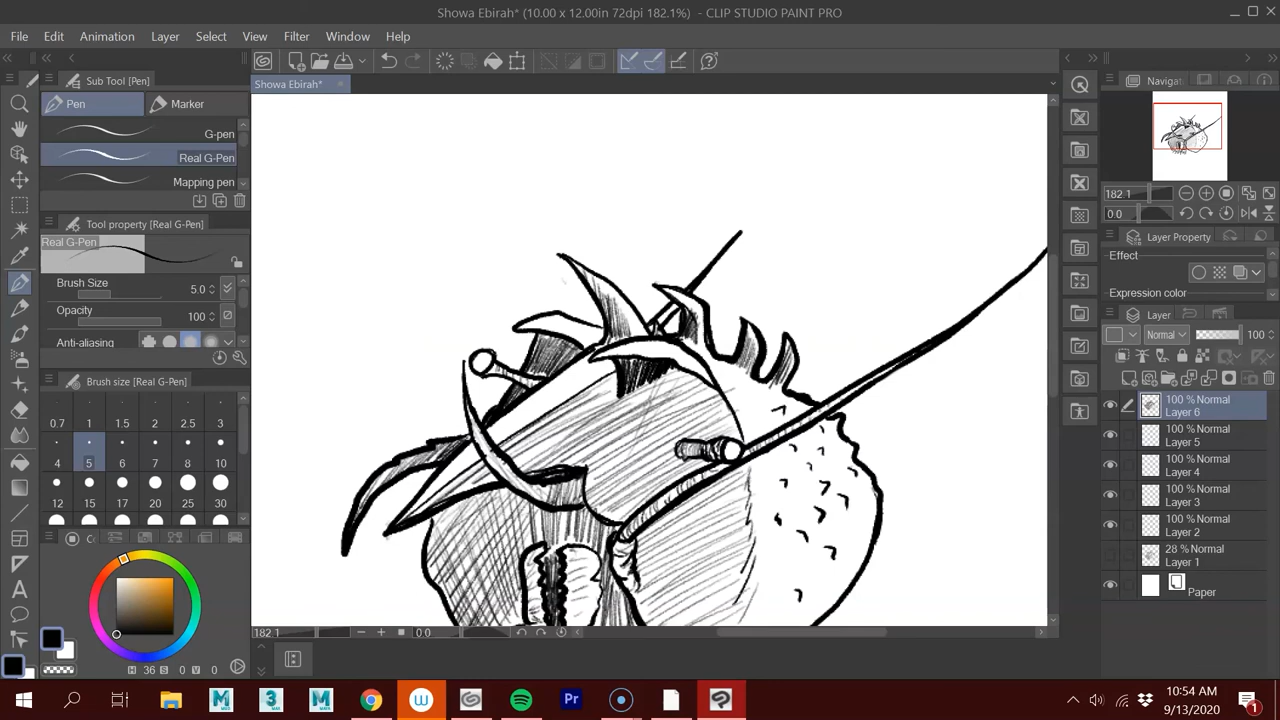 Showa Ebirah* (10.00 x 12.00in 72dpi 182.1%) - CLIP STUDIO PAINT PRO
File Edit Animation Layer Select View Filter Window Help
Sub Tool [Pen]
Showa Ebirah*
Pen
Marker
G-pen
Real G-Pen
Mapping pen
Tool property [Real G-Pen]
Real G-Pen
Brush Size 5.0
Opacity 100
Anti-aliasing
Brush size [Real G-Pen]
0.7 1 1.5 2 2.5 3
4 5 6 7 8 10
12 15 17 20 25 30
H 36 S 0 V 0
182.1
0.0
Navigat
182.1
0.0
Layer Property
Effect
Expression color
Layer
Normal 100
100 % Normal
Layer 6
100 % Normal
Layer 5
100 % Normal
Layer 4
100 % Normal
Layer 3
100 % Normal
Layer 2
28 % Normal
Layer 1
Paper
10:54 AM
9/13/2020